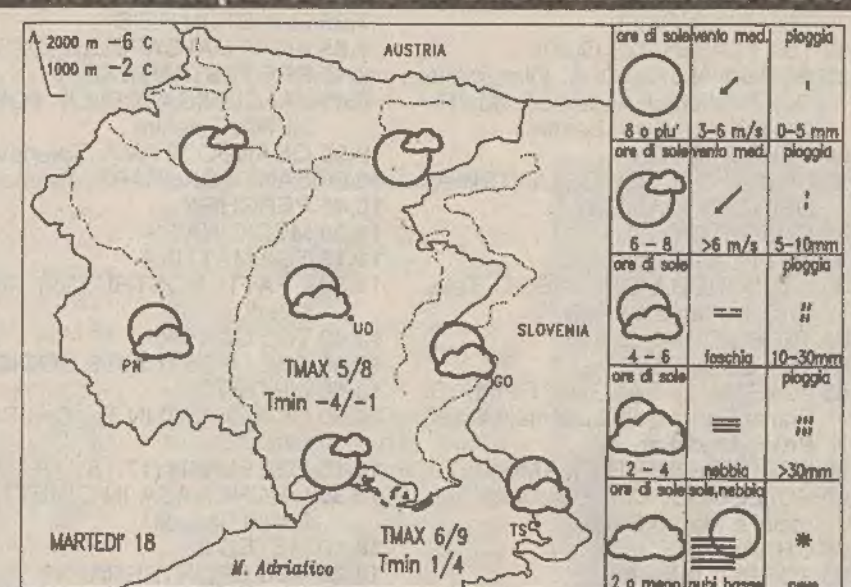 2000 m -6 C
1000 m -2 c
AUSTRIA
SLOVENIA
UD
PN
GO
TS
TMAX 5/8
Tmin -4/-1
TMAX 6/9
Tmin 1/4
MARTEDI' 18
M. Adriatico
ore di sole vento med. pioggia
8 o piu' 3-6 m/s 0-5 mm
ore di sole vento med. pioggia
6 - 8 >6 m/s 5-10mm
ore di sole pioggia
4 - 6 foschia 10-30mm
ore di sole pioggia
2 - 4 nebbia >30mm
ore di sole sole,nebbia
2 o meno nubi basse neve